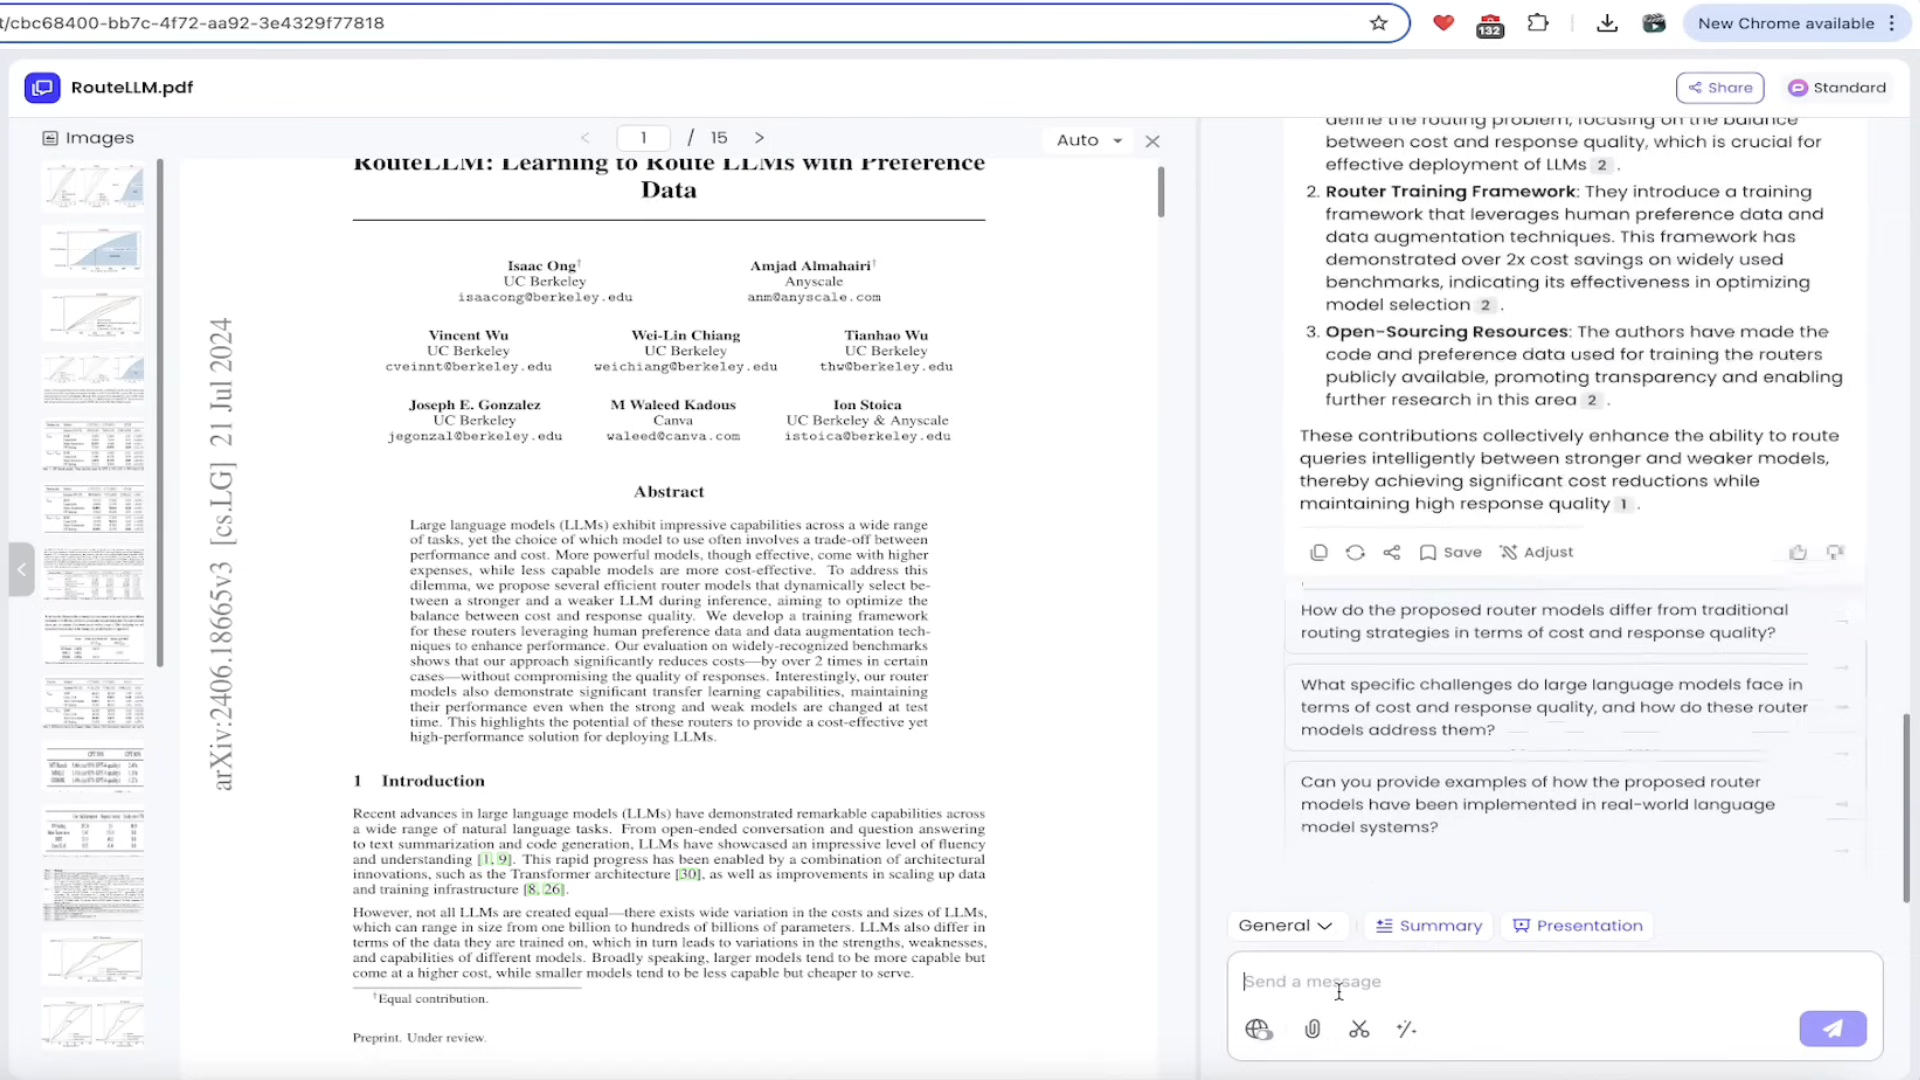 t/cbc68400-bb7c-4f72-aa92-3e4329f77818
132
New Chrome available
RouteLLM.pdf
Share
Standard
Images
1 / 15
Auto
RouteLLM: Learning to Route LLMs with Preference
Data
Isaac Ong†
UC Berkeley
isaacong@berkeley.edu
Amjad Almahairi†
Anyscale
anm@anyscale.com
Vincent Wu
UC Berkeley
cveinnt@berkeley.edu
Wei-Lin Chiang
UC Berkeley
weichiang@berkeley.edu
Tianhao Wu
UC Berkeley
thw@berkeley.edu
Joseph E. Gonzalez
UC Berkeley
jegonzal@berkeley.edu
M Waleed Kadous
Canva
waleed@canva.com
Ion Stoica
UC Berkeley & Anyscale
istoica@berkeley.edu
arXiv:2406.18665v3 [cs.LG] 21 Jul 2024
Abstract
Large language models (LLMs) exhibit impressive capabilities across a wide range
of tasks, yet the choice of which model to use often involves a trade-off between
performance and cost. More powerful models, though effective, come with higher
expenses, while less capable models are more cost-effective. To address this
dilemma, we propose several efficient router models that dynamically select be-
tween a stronger and a weaker LLM during inference, aiming to optimize the
balance between cost and response quality. We develop a training framework
for these routers leveraging human preference data and data augmentation tech-
niques to enhance performance. Our evaluation on widely-recognized benchmarks
shows that our approach significantly reduces costs—by over 2 times in certain
cases—without compromising the quality of responses. Interestingly, our router
models also demonstrate significant transfer learning capabilities, maintaining
their performance even when the strong and weak models are changed at test
time. This highlights the potential of these routers to provide a cost-effective yet
high-performance solution for deploying LLMs.
1 Introduction
Recent advances in large language models (LLMs) have demonstrated remarkable capabilities across
a wide range of natural language tasks. From open-ended conversation and question answering
to text summarization and code generation, LLMs have showcased an impressive level of fluency
and understanding [1, 9]. This rapid progress has been enabled by a combination of architectural
innovations, such as the Transformer architecture [30], as well as improvements in scaling up data
and training infrastructure [8, 26].
However, not all LLMs are created equal—there exists wide variation in the costs and sizes of LLMs,
which can range in size from one billion to hundreds of billions of parameters. LLMs also differ in
terms of the data they are trained on, which in turn leads to variations in the strengths, weaknesses,
and capabilities of different models. Broadly speaking, larger models tend to be more capable but
come at a higher cost, while smaller models tend to be less capable but cheaper to serve.
†Equal contribution.
Preprint. Under review.
define the routing problem, focusing on the balance
between cost and response quality, which is crucial for
effective deployment of LLMs 2 .
2. Router Training Framework: They introduce a training
framework that leverages human preference data and
data augmentation techniques. This framework has
demonstrated over 2x cost savings on widely used
benchmarks, indicating its effectiveness in optimizing
model selection 2 .
3. Open-Sourcing Resources: The authors have made the
code and preference data used for training the routers
publicly available, promoting transparency and enabling
further research in this area 2 .
These contributions collectively enhance the ability to route
queries intelligently between stronger and weaker models,
thereby achieving significant cost reductions while
maintaining high response quality 1 .
Save
Adjust
How do the proposed router models differ from traditional
routing strategies in terms of cost and response quality?
What specific challenges do large language models face in
terms of cost and response quality, and how do these router
models address them?
Can you provide examples of how the proposed router
models have been implemented in real-world language
model systems?
General
Summary
Presentation
Send a message